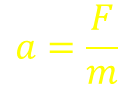 a = F/m